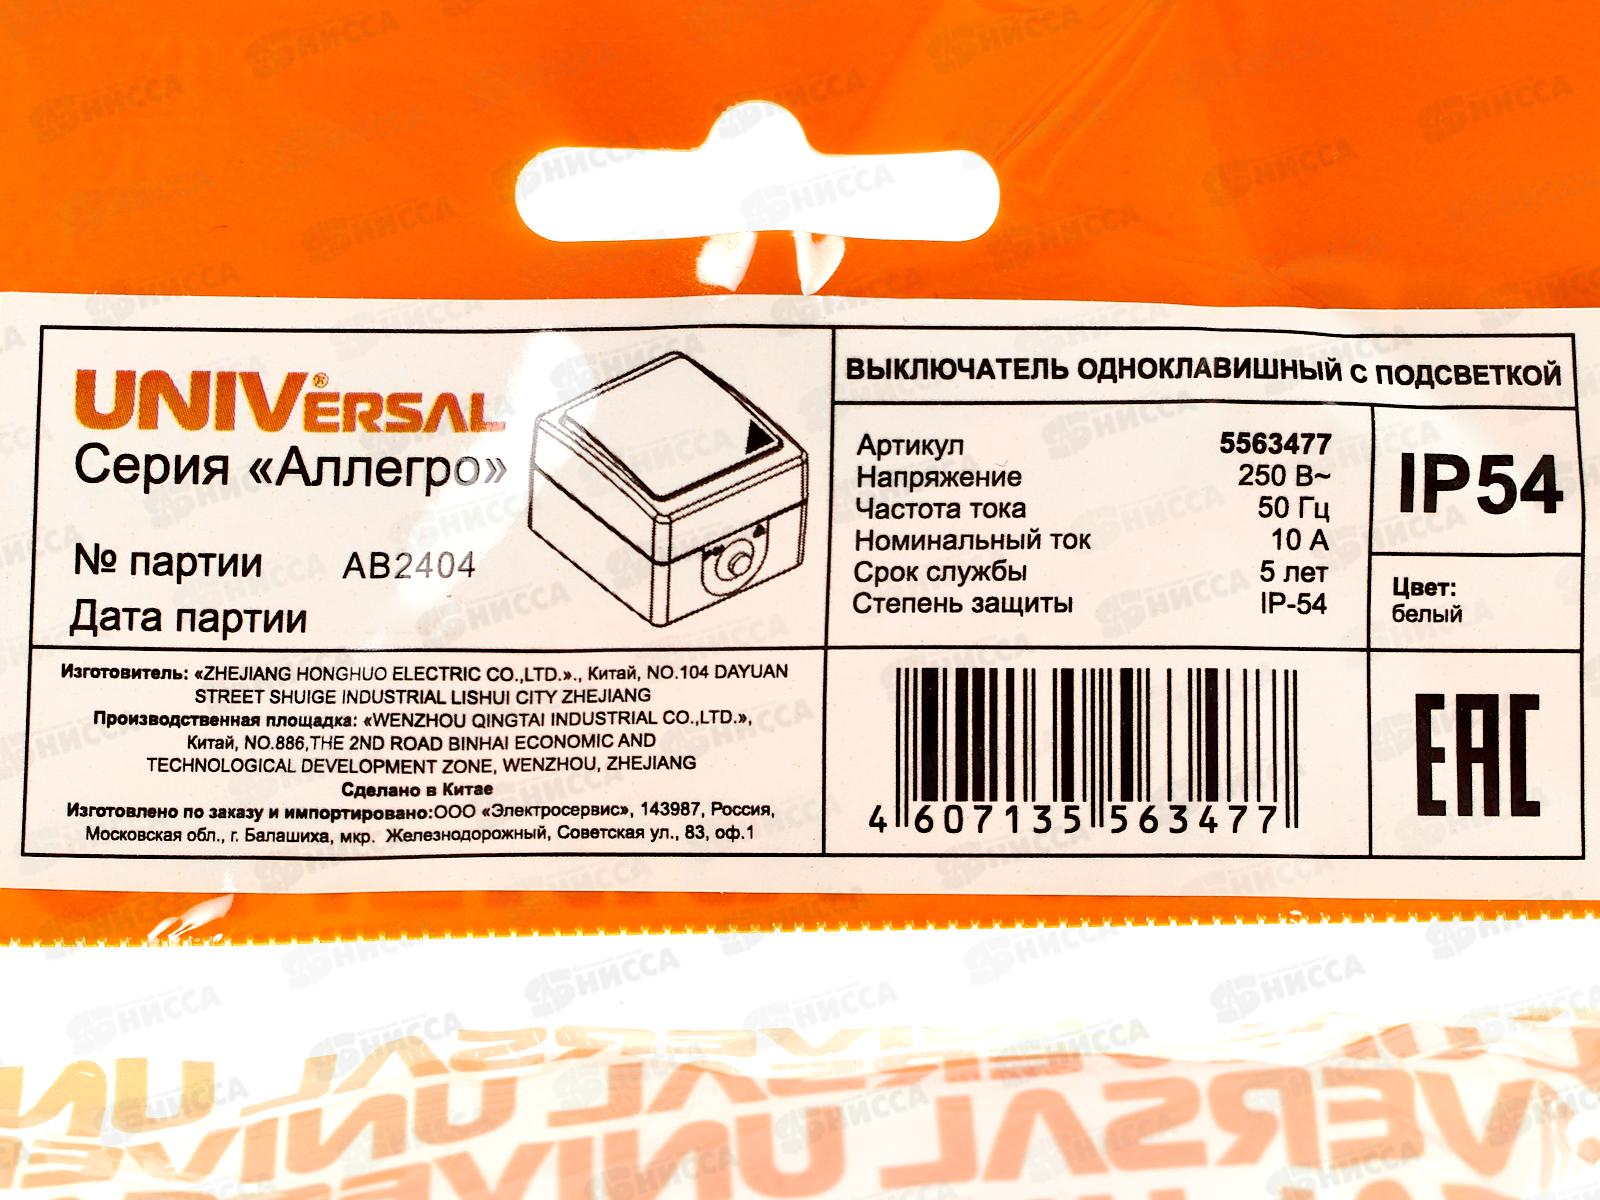 UNIVERSAL®
Серия «Аллегро»
№ партии AB2404
Дата партии
ВЫКЛЮЧАТЕЛЬ ОДНОКЛАВИШНЫЙ С ПОДСВЕТКОЙ
Артикул 5563477
Напряжение 250 В~
Частота тока 50 Гц
Номинальный ток 10 А
Срок службы 5 лет
Степень защиты IP-54
IP54
Цвет:
белый
Изготовитель: «ZHEJIANG HONGHUO ELECTRIC CO.,LTD.»., Китай, NO.104 DAYUAN
STREET SHUIGE INDUSTRIAL LISHUI CITY ZHEJIANG
Производственная площадка: «WENZHOU QINGTAI INDUSTRIAL CO.,LTD.»,
Китай, NO.886,THE 2ND ROAD BINHAI ECONOMIC AND
TECHNOLOGICAL DEVELOPMENT ZONE, WENZHOU, ZHEJIANG
Сделано в Китае
Изготовлено по заказу и импортировано:ООО «Электросервис», 143987, Россия,
Московская обл., г. Балашиха, мкр. Железнодорожный, Советская ул., 83, оф.1
4 607135 563477
EAC
НИССА
UNIVERSAL